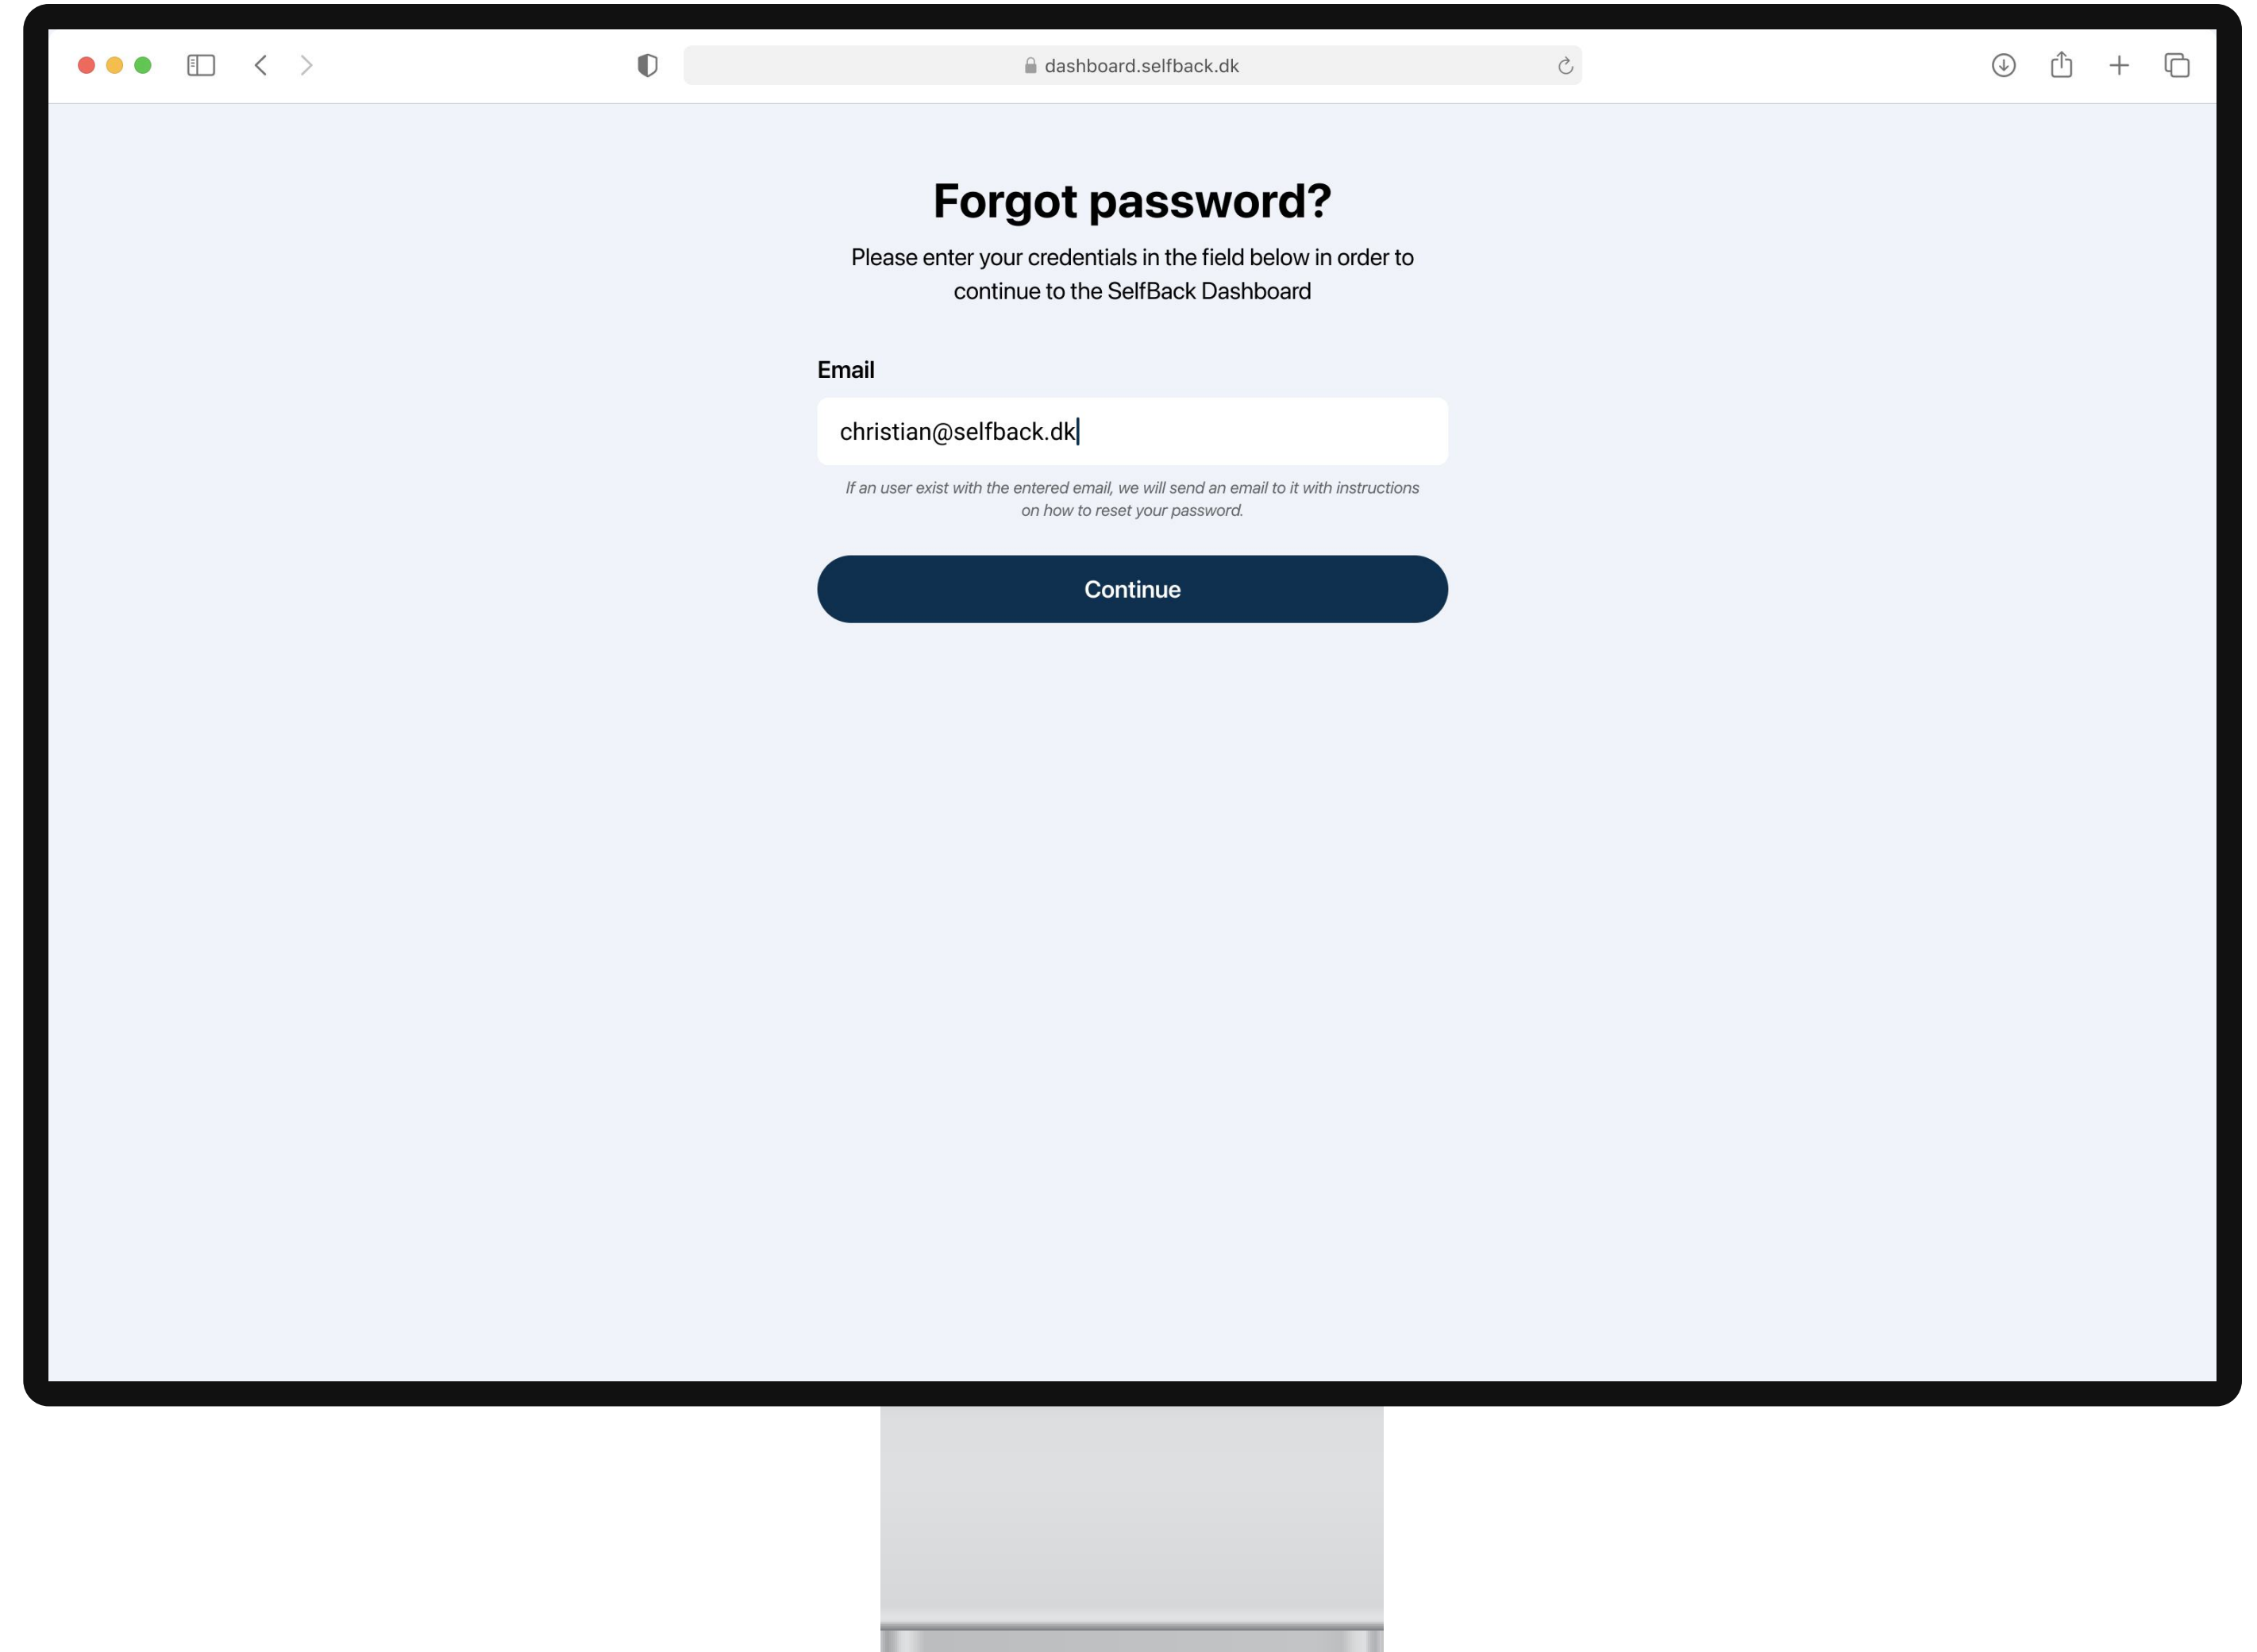 dashboard.selfback.dk
Forgot password?
Please enter your credentials in the field below in order to
continue to the SelfBack Dashboard
Email
christian@selfback.dk
If an user exist with the entered email, we will send an email to it with instructions
on how to reset your password.
Continue